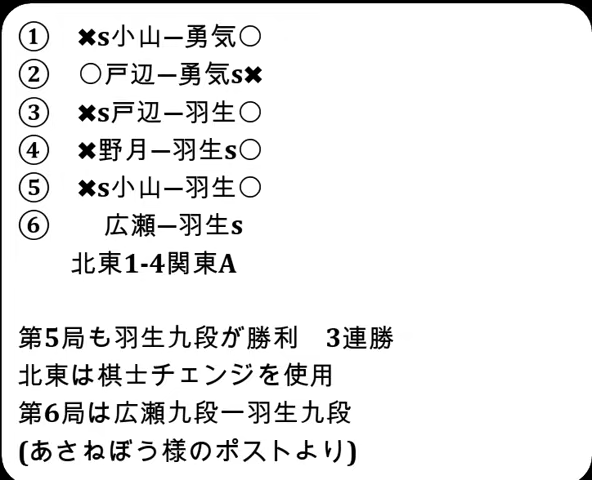 ① ✖s小山ー勇気〇
② 〇戸辺ー勇気s✖
③ ✖s戸辺ー羽生〇
④ ✖野月ー羽生s〇
⑤ ✖s小山ー羽生〇
⑥ 広瀬ー羽生s
北東1-4関東A
第5局も羽生九段が勝利　3連勝
北東は棋士チェンジを使用
第6局は広瀬九段ー羽生九段
(あさねぼう様のポストより)